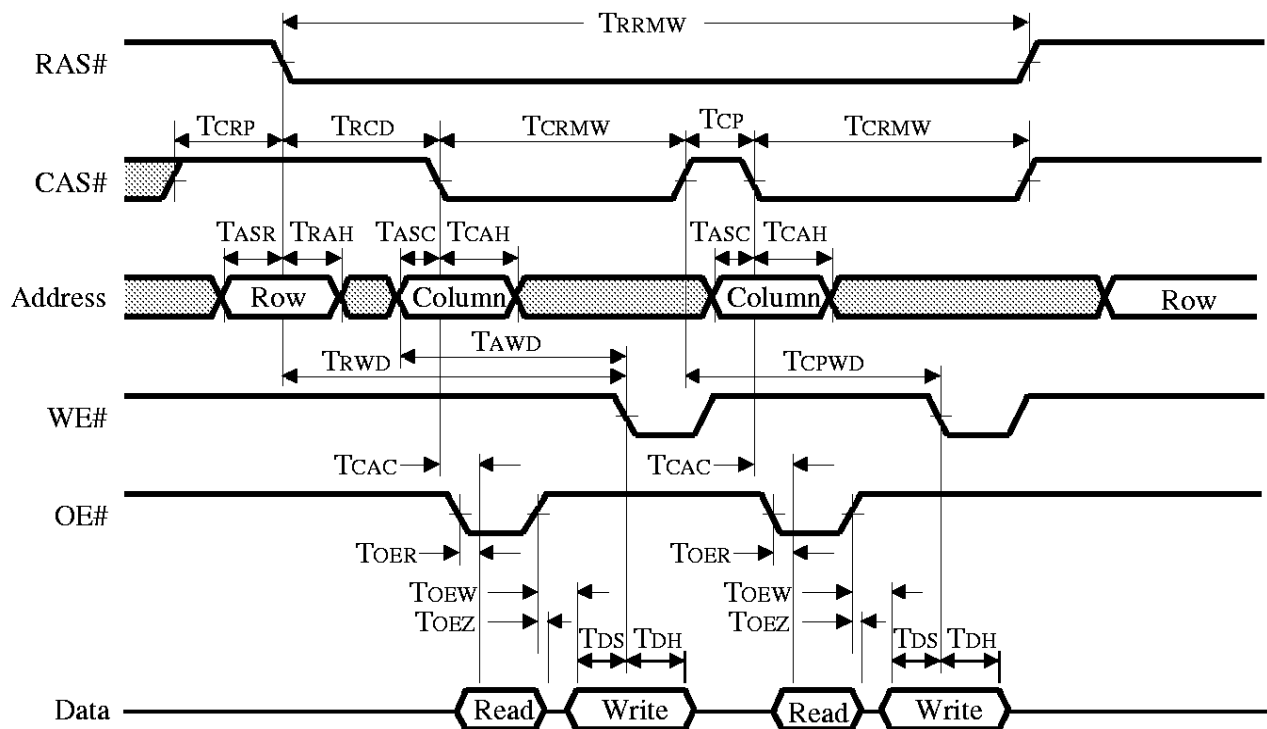 TRRMW
RAS#
TCRP TRCD TCRMW TCP TCRMW
CAS#
TASR TRAH TASC TCAH TASC TCAH
Address Row Column Column Row
TAWD
TRWD TCPWD
WE#
TCAC TCAC
OE#
TOER TOER
TOEW TOEW
TOEZ TOEZ
TDS TDH TDS TDH
Data Read Write Read Write